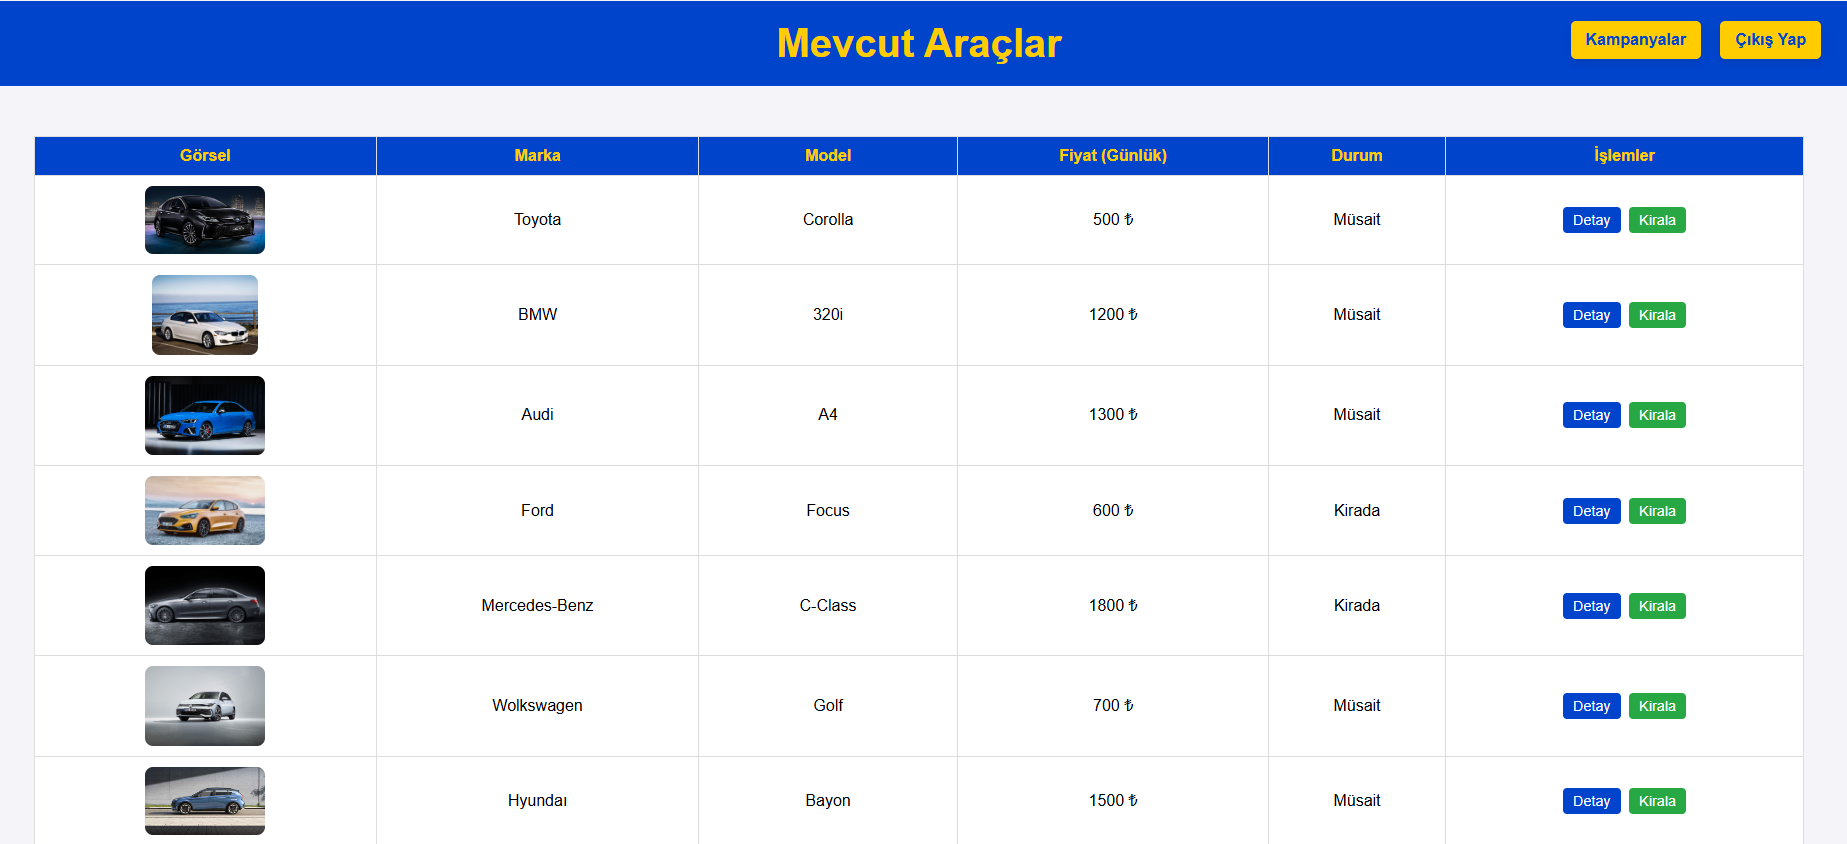 Mevcut Araçlar
Kampanyalar
Çıkış Yap
Görsel Marka Model Fiyat (Günlük) Durum İşlemler
Toyota Corolla 500 ₺ Müsait Detay Kirala
BMW 320i 1200 ₺ Müsait Detay Kirala
Audi A4 1300 ₺ Müsait Detay Kirala
Ford Focus 600 ₺ Kirada Detay Kirala
Mercedes-Benz C-Class 1800 ₺ Kirada Detay Kirala
Wolkswagen Golf 700 ₺ Müsait Detay Kirala
Hyundaı Bayon 1500 ₺ Müsait Detay Kirala